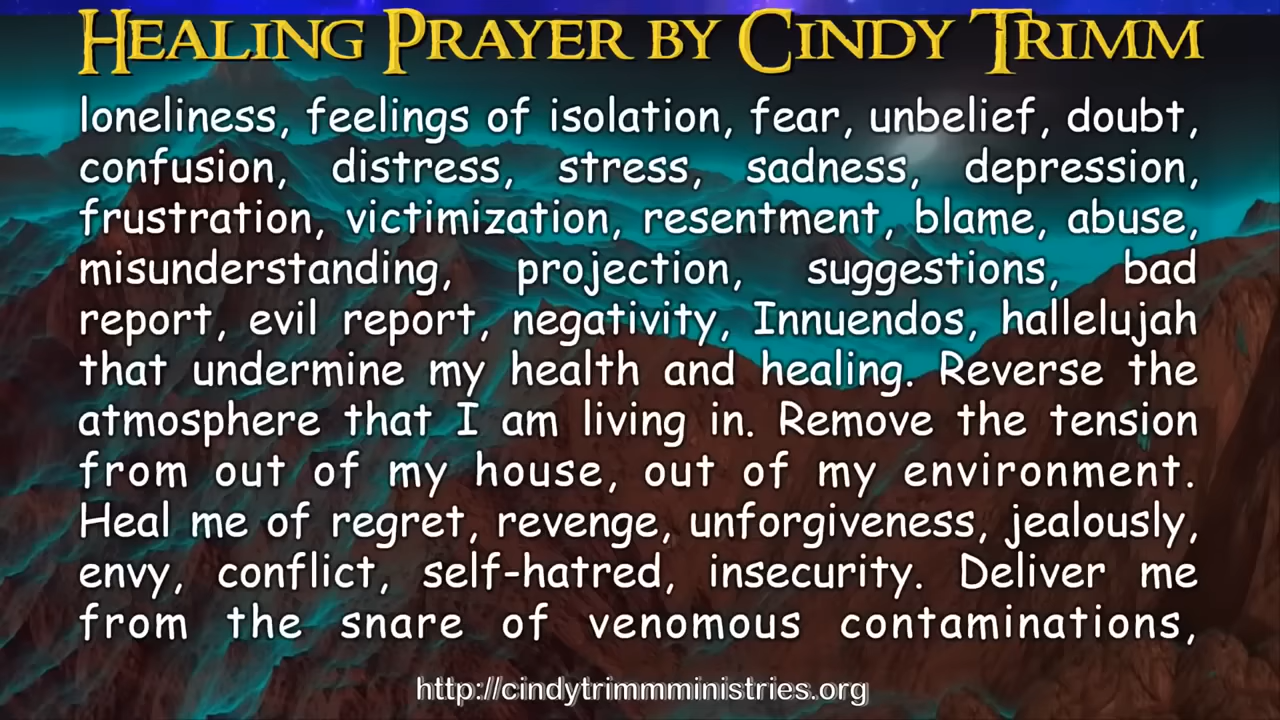 Healing Prayer by Cindy Trimm
loneliness, feelings of isolation, fear, unbelief, doubt,
confusion, distress, stress, sadness, depression,
frustration, victimization, resentment, blame, abuse,
misunderstanding, projection, suggestions, bad
report, evil report, negativity, Innuendos, hallelujah
that undermine my health and healing. Reverse the
atmosphere that I am living in. Remove the tension
from out of my house, out of my environment.
Heal me of regret, revenge, unforgiveness, jealously,
envy, conflict, self-hatred, insecurity. Deliver me
from the snare of venomous contaminations,
http://cindytrimmministries.org